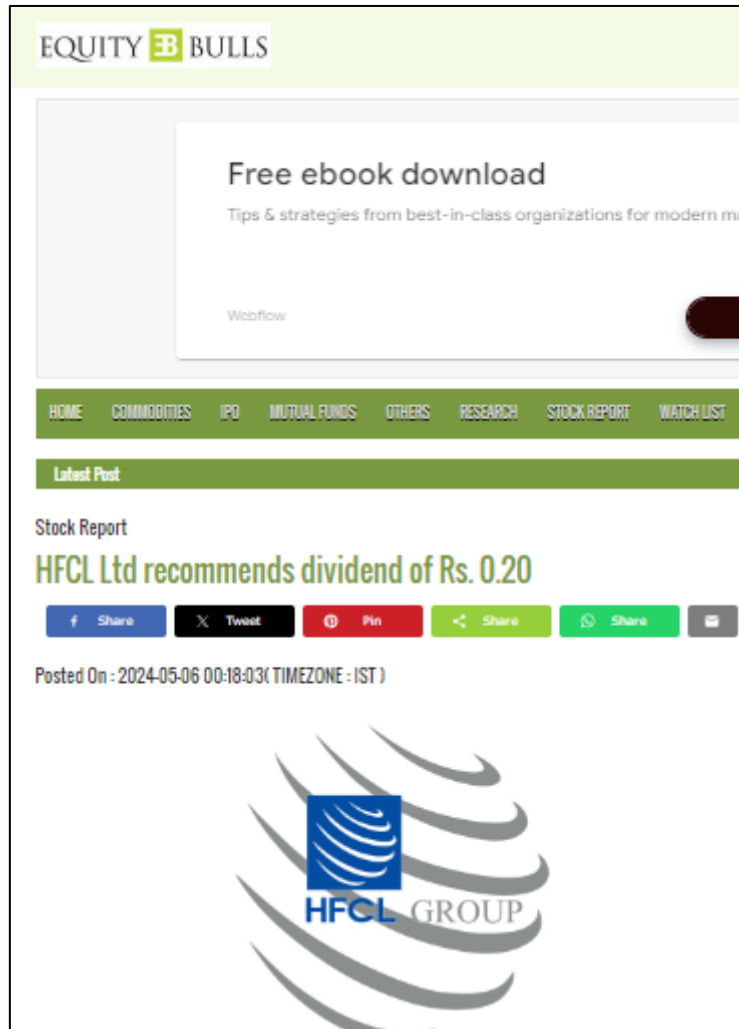 EQUITY EB BULLS
Free ebook download
Tips & strategies from best-in-class organizations for modern
Webflow
HOME COMMODITIES IPO MUTUAL FUNDS OTHERS RESEARCH STOCK REPORT WATCH LIST
Latest Post
Stock Report
HFCL Ltd recommends dividend of Rs. 0.20
Share Tweet Pin Share Share
Posted On : 2024-05-06 00:18:03( TIMEZONE : IST )
HFCL GROUP